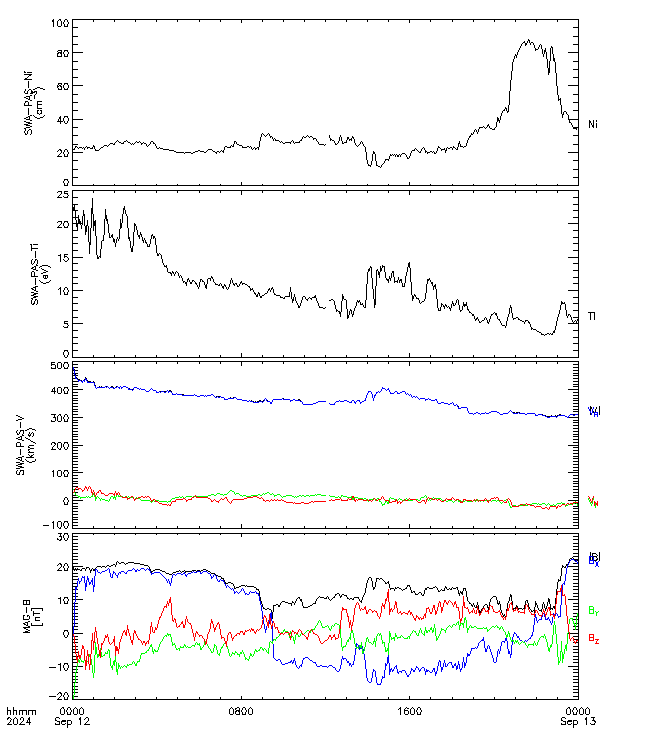 100
80
60
40
20
0
SWA-PAS-Ni
(cm⁻³)
Ni
25
20
15
10
5
0
SWA-PAS-Ti
(eV)
Ti
500
400
300
200
100
0
-100
SWA-PAS-V
(km/s)
30
20
10
0
-10
-20
MAG-B
[nT]
|B|
Bx
By
Bz
hhmm
2024
0000
Sep 12
0800
1600
0000
Sep 13